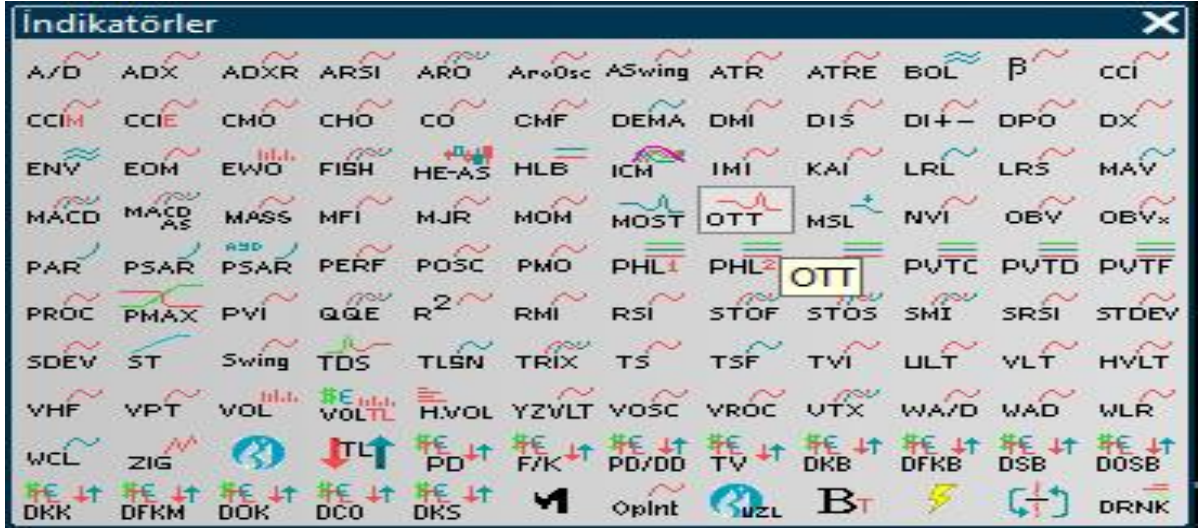 İndikatörler
A/D ADX ADXR ARSI ARO AroOsc ASwing ATR ATRE BOL β CCI
CCIM CCIE CMO CHO CO CMF DEMA DMI DIS DI+- DPO DX
ENV EOM EWO FISH HE-AS HLB ICM IMI KAI LRL LRS MAV
MACD MACD AS MASS MFI MJR MOM MOST OTT MSL NVI OBV OBVx
PAR PSAR PSAR PERF POSC PMO PHL1 PHL2 OTT PVTC PVTD PVTF
PROC PMAX PVI QQE R2 RMI RSI STOF STOS SMI SRSI STDEV
SDEV ST Swing TDS TLSN TRIX TS TSF TVI ULT VLT HVLT
VHF VPT VOL #€ VOLTL H.VOL YZVLT VOSC VROC VTX WA/D WAD WLR
WCL ZIG TL #€ PD #€ F/K #€ PD/DD #€ TV #€ DKB #€ DFKB #€ DSB #€ DOSB
#€ DKK #€ DFKM #€ DOK #€ DCO #€ DKS OpInt UZL BT DRNK